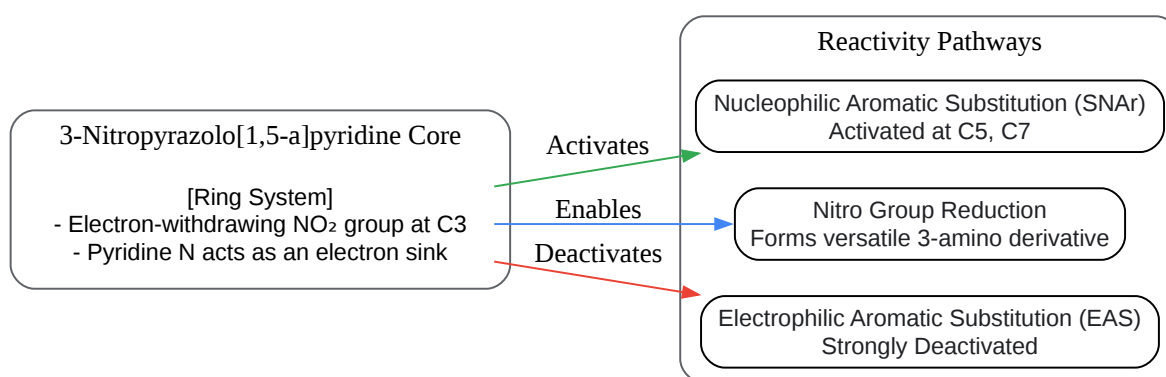 3-Nitropyrazolo[1,5-a]pyridine Core
[Ring System]
- Electron-withdrawing NO₂ group at C3
- Pyridine N acts as an electron sink
Activates
Enables
Deactivates
Reactivity Pathways
Nucleophilic Aromatic Substitution (SNAr)
Activated at C5, C7
Nitro Group Reduction
Forms versatile 3-amino derivative
Electrophilic Aromatic Substitution (EAS)
Strongly Deactivated